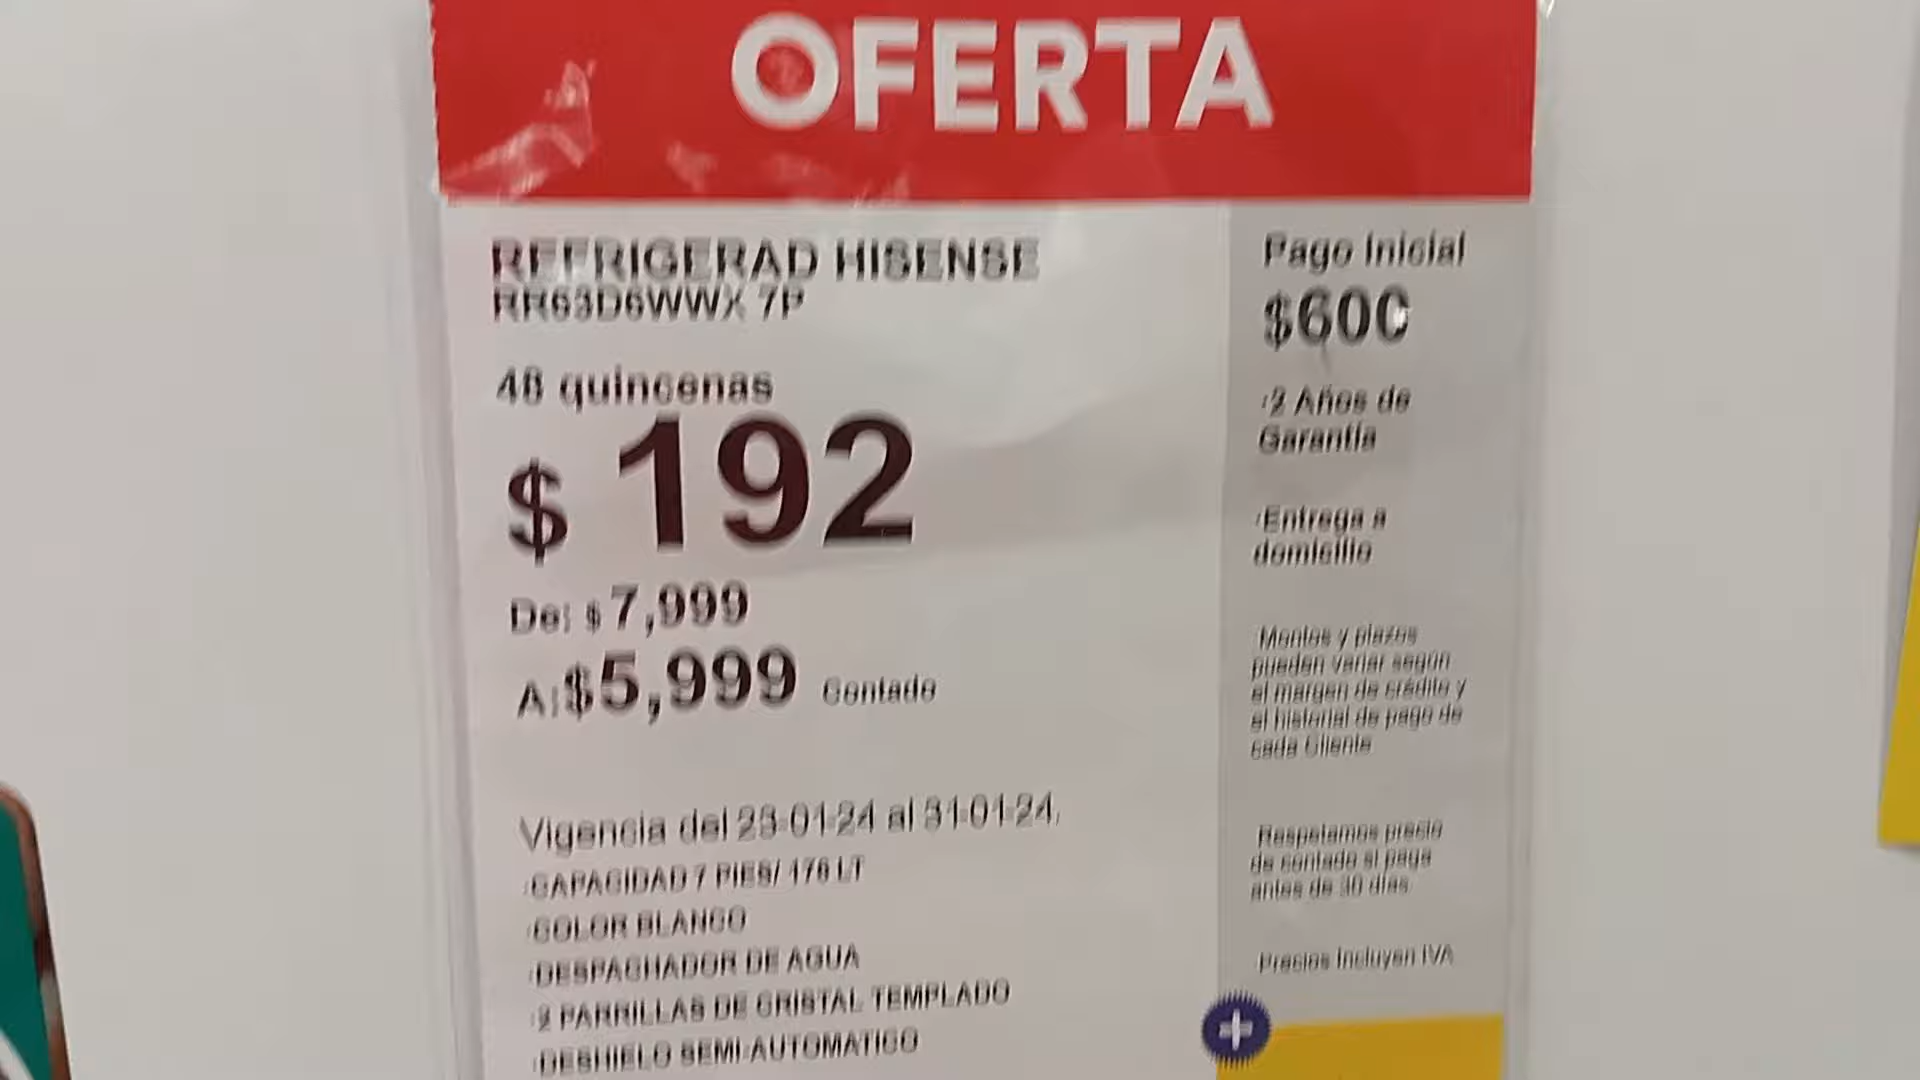 OFERTA
REFRIGERAD HISENSE
RR63D6WWX 7P
48 quincenas
$ 192
De: $ 7,999
A:$5,999 Contado
Vigencia del 23-01-24 al 31-01-24.
·CAPACIDAD 7 PIES/ 176 LT
·COLOR BLANCO
·DESPACHADOR DE AGUA
·2 PARRILLAS DE CRISTAL TEMPLADO
·DESHIELO SEMI-AUTOMATICO
Pago Inicial
$600
·2 Años de
Garantía
·Entrega a
domicilio
Montos y plazos
pueden variar según
el margen de crédito y
el historial de pago de
cada Cliente
Respetamos precio
de contado si paga
antes de 30 días.
Precios Incluyen IVA